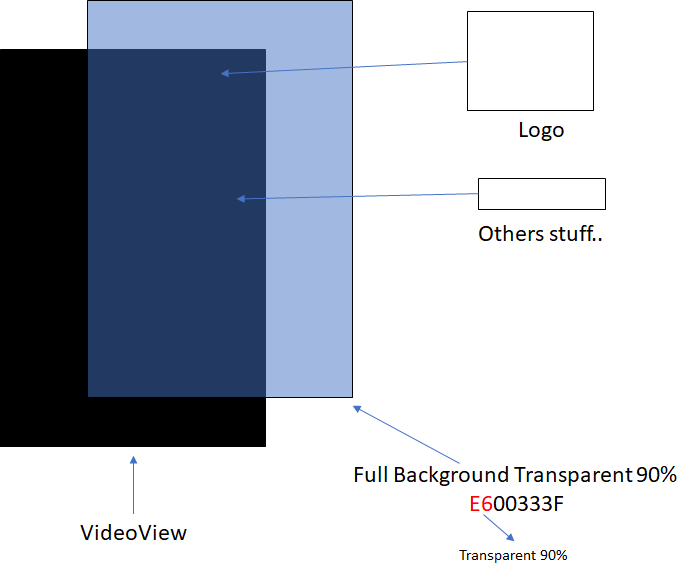 Logo
Others stuff..
Full Background Transparent 90%
E600333F
VideoView
Transparent 90%